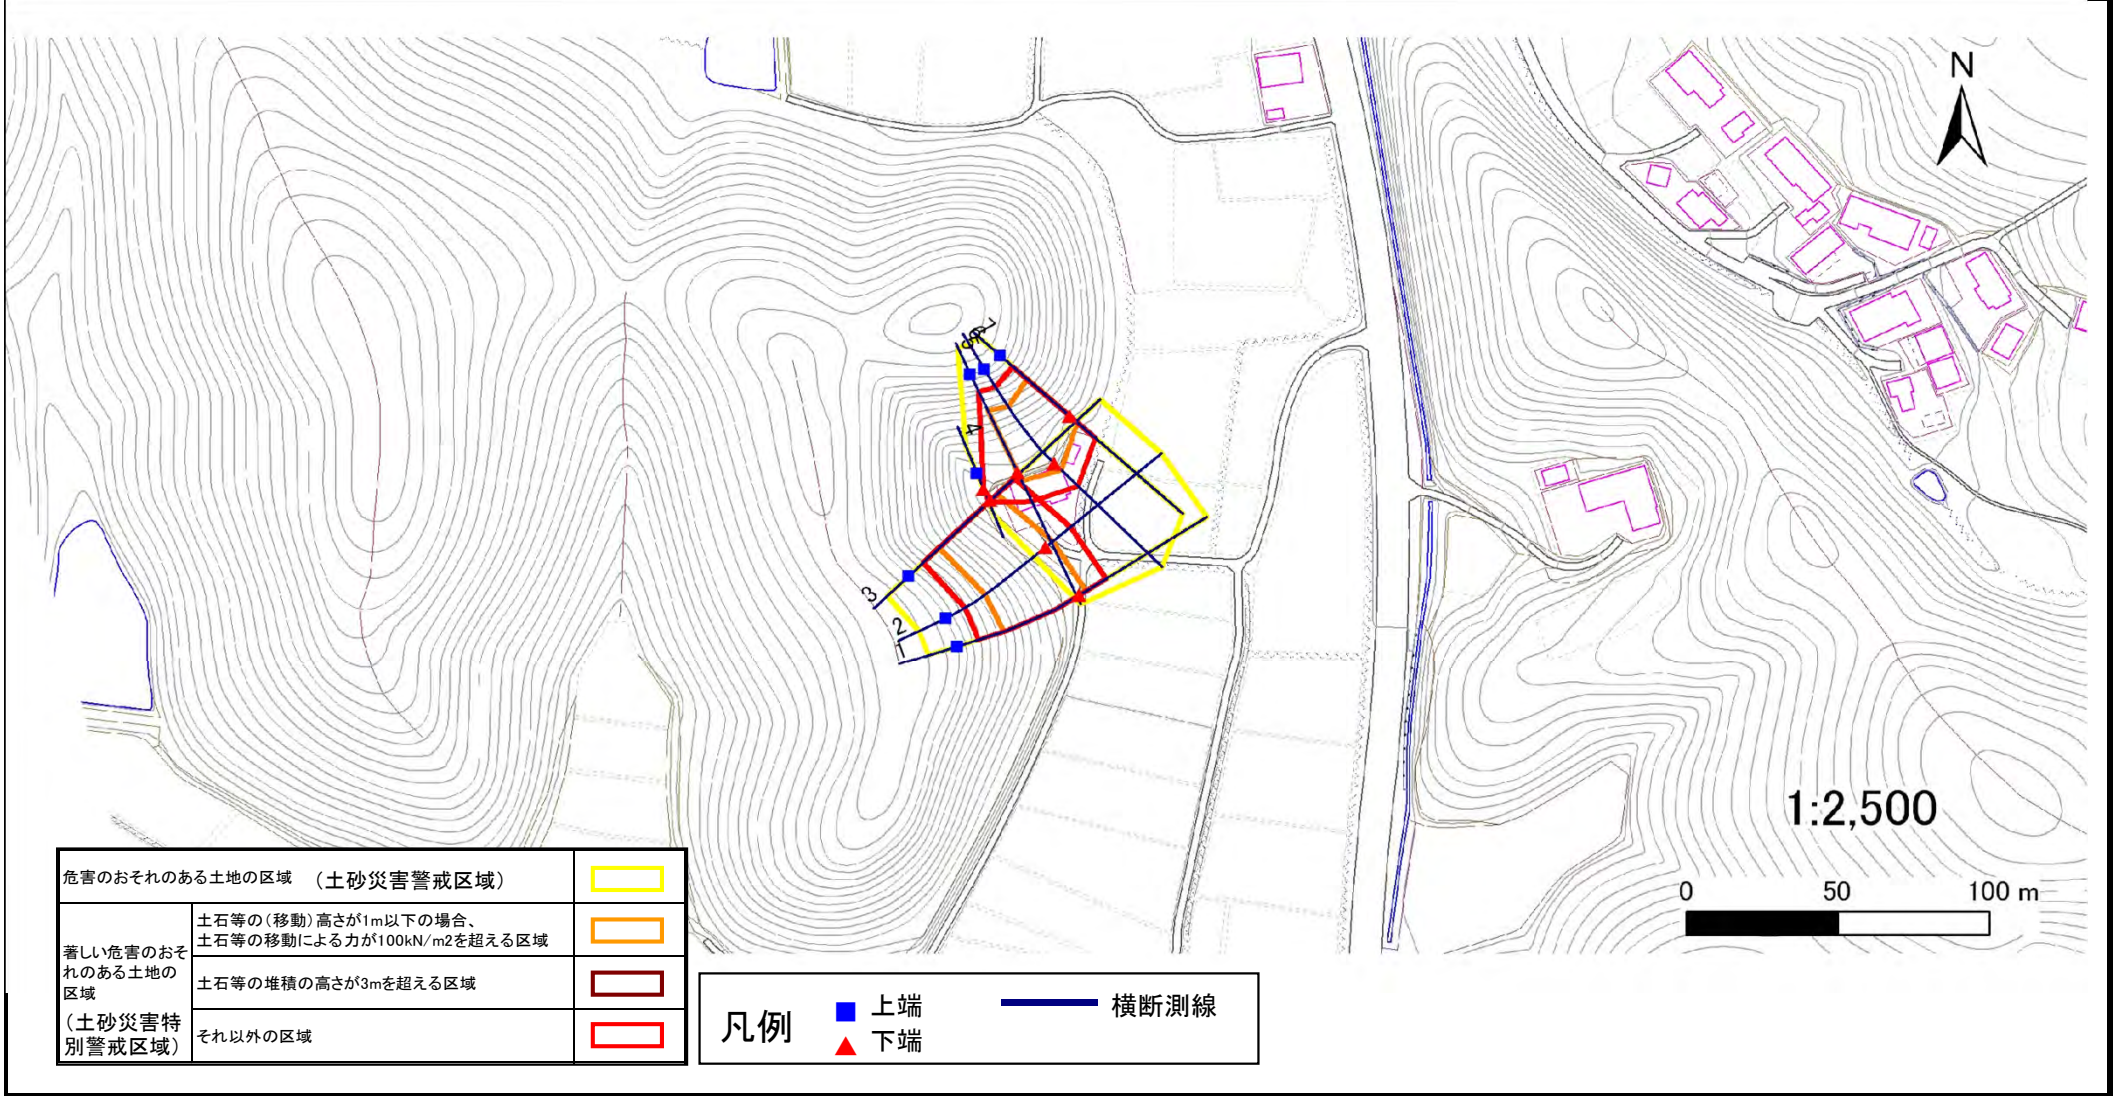 N
7
6
5
4
3
2
1
1:2,500
0 50 100 m
危害のおそれのある土地の区域 (土砂災害警戒区域)
著しい危害のおそ
れのある土地の
区域
(土砂災害特
別警戒区域)
土石等の(移動)高さが1m以下の場合、
土石等の移動による力が100kN/m2を超える区域
土石等の堆積の高さが3mを超える区域
それ以外の区域
凡例
上端
下端
横断測線